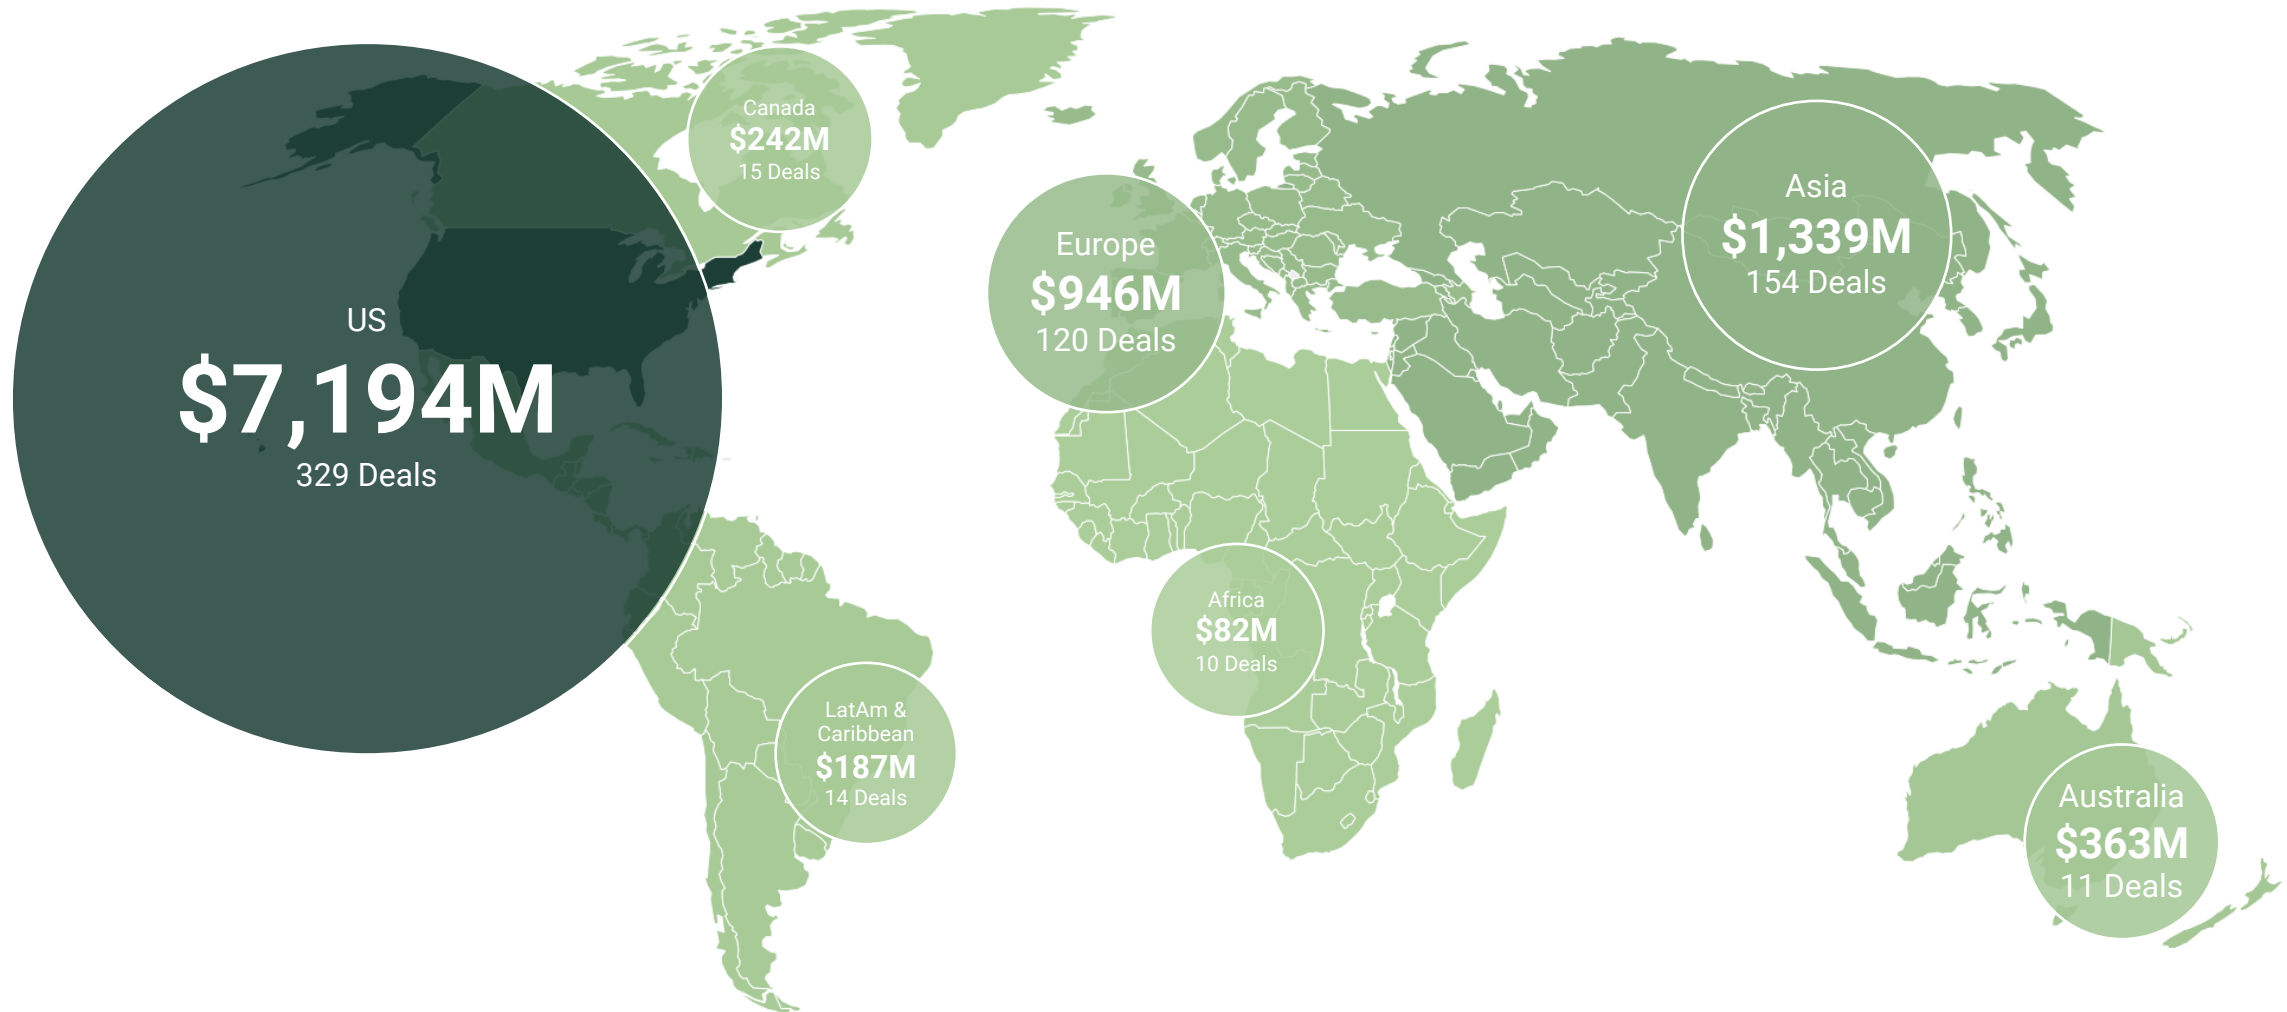 Canada
$242M
15 Deals
Asia
$1,339M
154 Deals
Europe
$946M
120 Deals
US
$7,194M
329 Deals
Africa
$82M
10 Deals
LatAm &
Caribbean
$187M
14 Deals
Australia
$363M
11 Deals